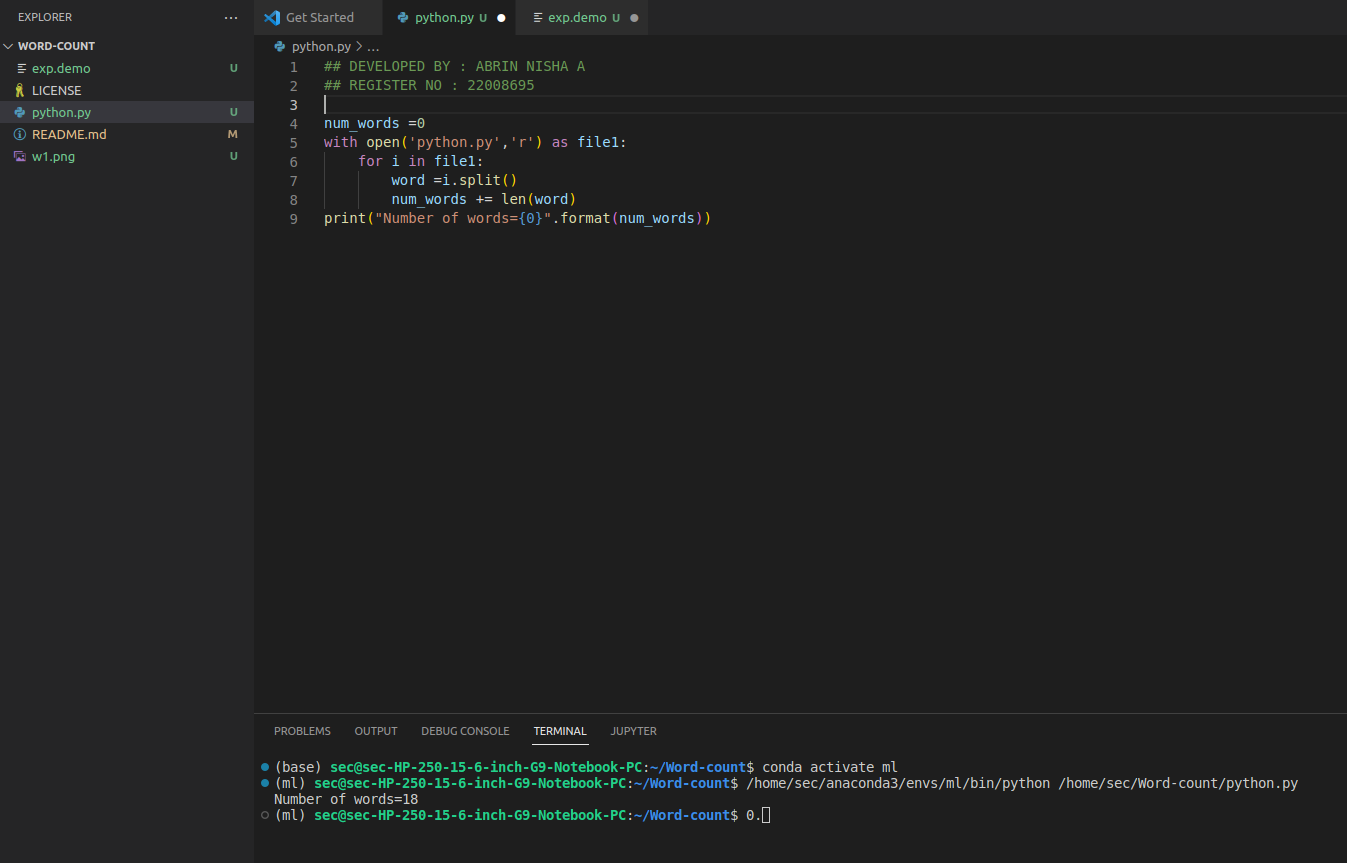 EXPLORER
WORD-COUNT
exp.demo U
LICENSE
python.py U
README.md M
w1.png U
Get Started python.py U exp.demo U
python.py > ...
1 ## DEVELOPED BY : ABRIN NISHA A
2 ## REGISTER NO : 22008695
3
4 num_words =0
5 with open('python.py','r') as file1:
6     for i in file1:
7         word =i.split()
8         num_words += len(word)
9 print("Number of words={0}".format(num_words))
PROBLEMS OUTPUT DEBUG CONSOLE TERMINAL JUPYTER
(base) sec@sec-HP-250-15-6-inch-G9-Notebook-PC:~/Word-count$ conda activate ml
(ml) sec@sec-HP-250-15-6-inch-G9-Notebook-PC:~/Word-count$ /home/sec/anaconda3/envs/ml/bin/python /home/sec/Word-count/python.py
Number of words=18
(ml) sec@sec-HP-250-15-6-inch-G9-Notebook-PC:~/Word-count$ 0.